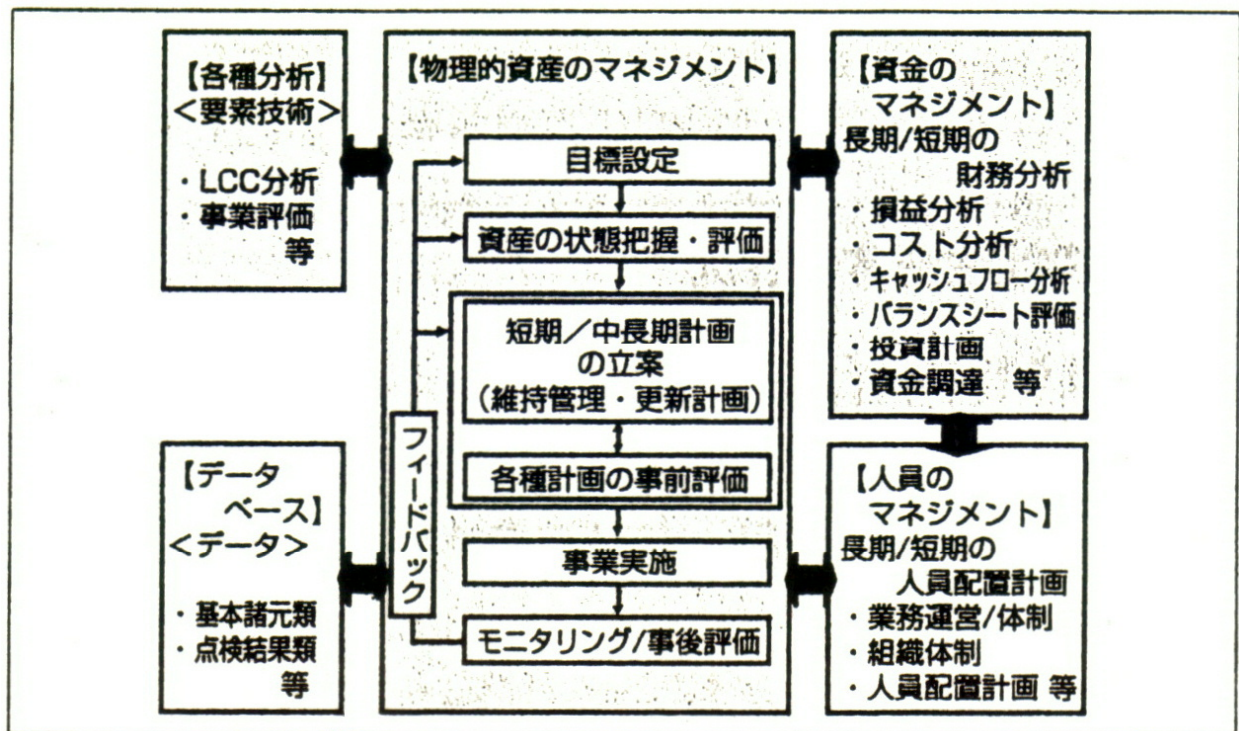 【各種分析】
<要素技術>
・LCC分析
・事業評価
等
【データ
ベース】
<データ>
・基本諸元類
・点検結果類
等
【物理的資産のマネジメント】
目標設定
資産の状態把握・評価
短期／中長期計画
の立案
(維持管理・更新計画)
各種計画の事前評価
事業実施
モニタリング/事後評価
フィードバック
【資金の
マネジメント】
長期/短期の
財務分析
・損益分析
・コスト分析
・キャッシュフロー分析
・バランスシート評価
・投資計画
・資金調達 等
【人員の
マネジメント】
長期/短期の
人員配置計画
・業務運営/体制
・組織体制
・人員配置計画 等